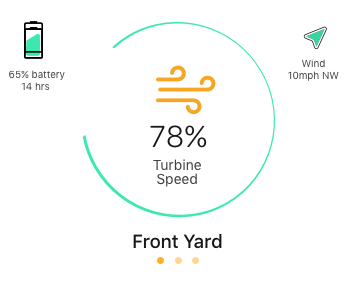 65% battery
14 hrs
Wind
10mph NW
78%
Turbine
Speed
Front Yard